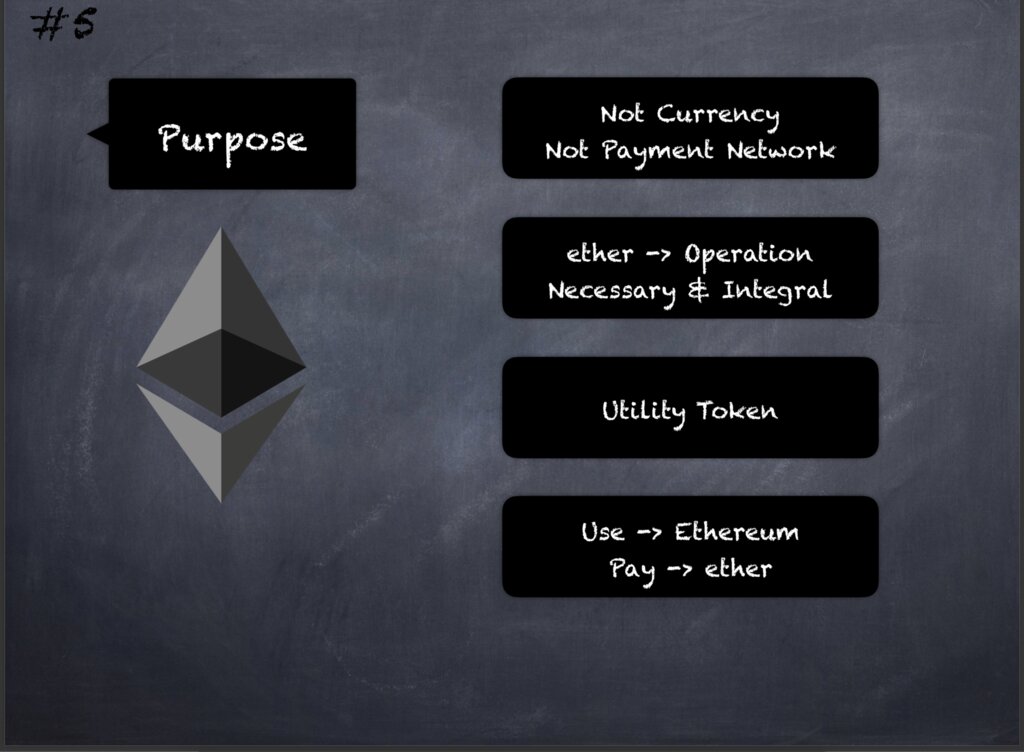 #5
Purpose
Not Currency
Not Payment Network
ether -> Operation
Necessary & Integral
Utility Token
Use -> Ethereum
Pay -> ether